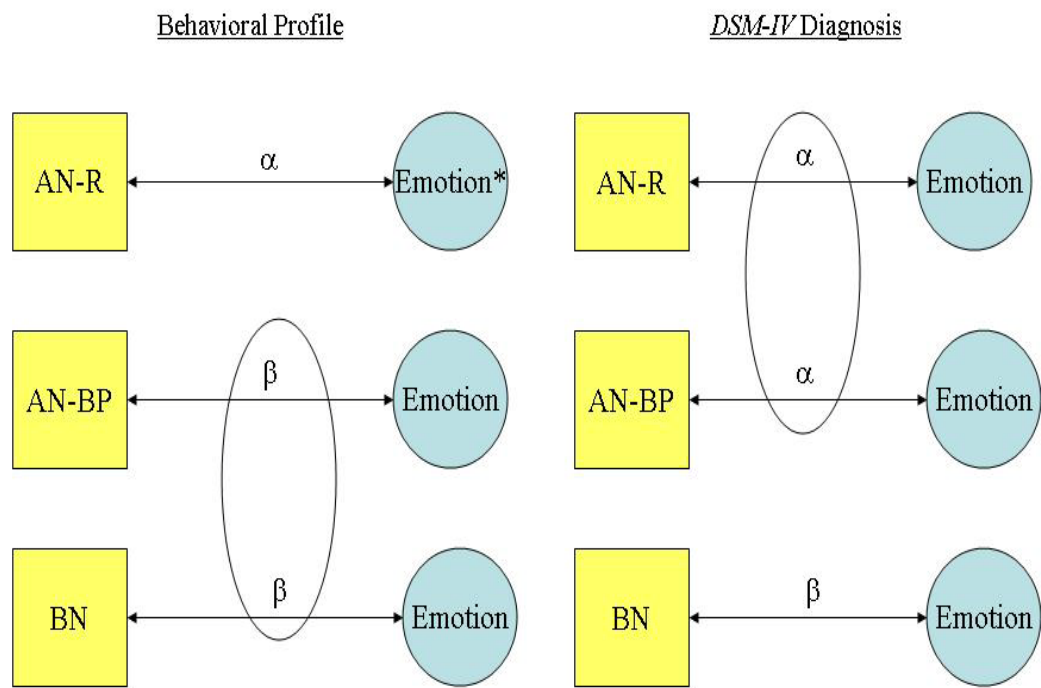 Behavioral Profile
AN-R
α
Emotion*
AN-BP
β
Emotion
BN
β
Emotion
DSM-IV Diagnosis
AN-R
α
Emotion
AN-BP
α
Emotion
BN
β
Emotion